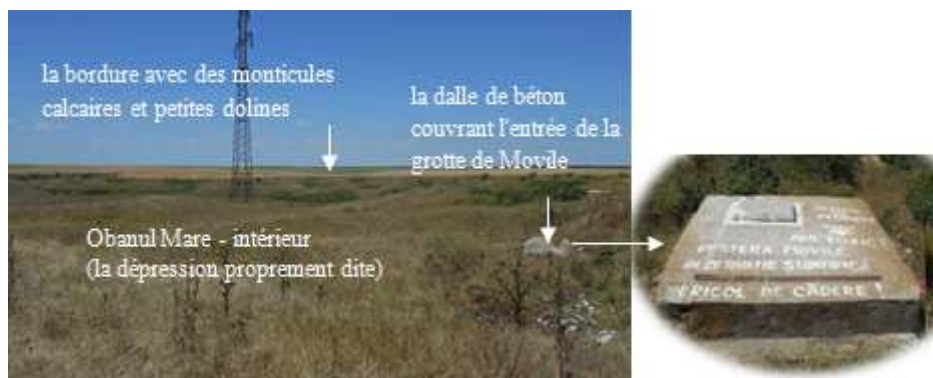 la bordure avec des monticules
calcaires et petites dolines
la dalle de béton
couvrant l'entrée de la
grotte de Movile
Obanul Mare - intérieur
(la dépression proprement dite)
PESTERA MOVILE
PERICOL DE CĂDERE !